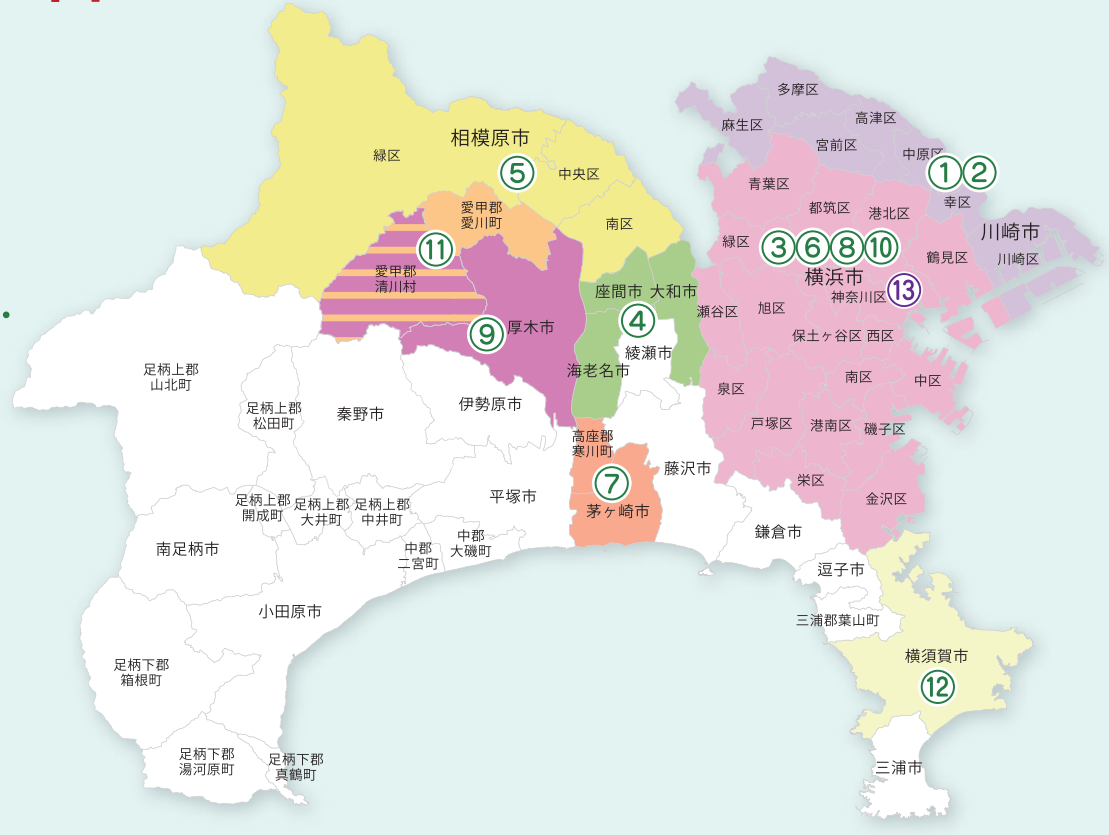 多摩区
高津区
麻生区
相模原市
宮前区
緑区
中原区
⑤
中央区
① ②
青葉区
幸区
愛甲郡
愛川町
都筑区
港北区
南区
川崎市
緑区
③ ⑥ ⑧ ⑩
⑪
鶴見区
川崎区
愛甲郡
清川村
横浜市
座間市
大和市
神奈川区
⑬
瀬谷区
旭区
④
⑨
厚木市
保土ヶ谷区
西区
綾瀬市
足柄上郡
山北町
海老名市
南区
中区
泉区
伊勢原市
足柄上郡
松田町
秦野市
戸塚区
港南区
磯子区
高座郡
寒川町
藤沢市
⑦
栄区
平塚市
金沢区
足柄上郡
開成町
足柄上郡
大井町
足柄上郡
中井町
茅ヶ崎市
鎌倉市
中郡
大磯町
南足柄市
中郡
二宮町
逗子市
小田原市
三浦郡葉山町
横須賀市
足柄下郡
箱根町
⑫
足柄下郡
湯河原町
足柄下郡
真鶴町
三浦市